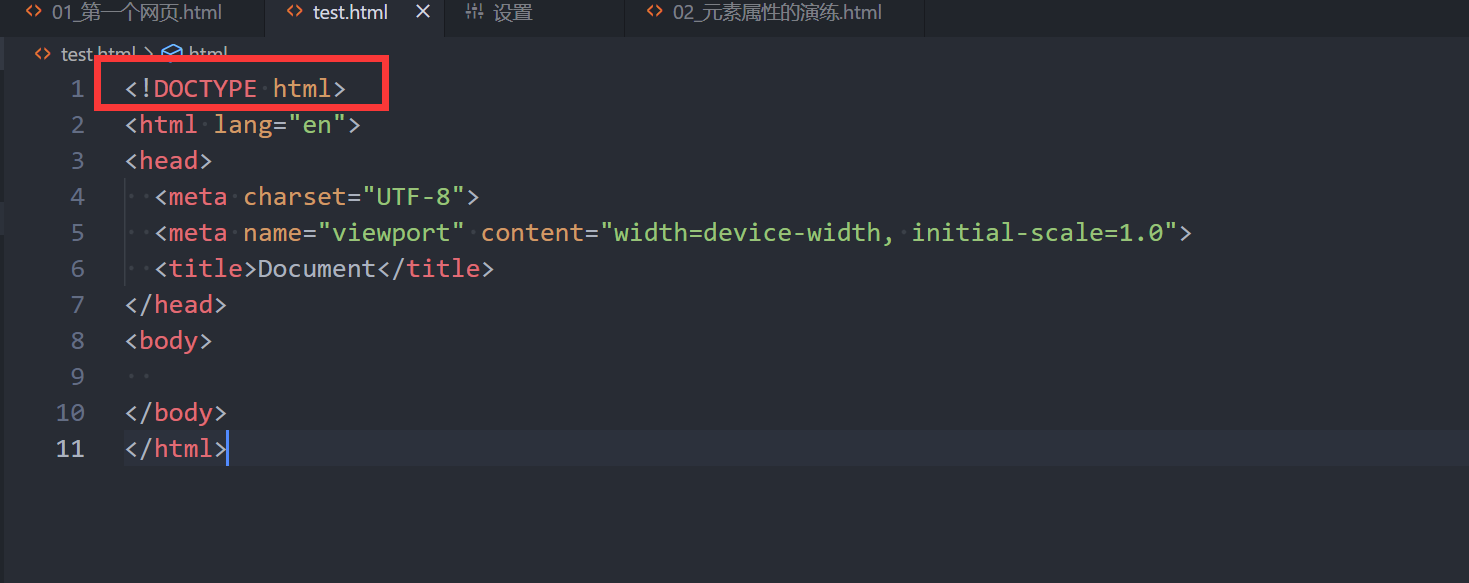 01_第一个网页.html test.html 设置 02_元素属性的演练.html
test.html > html
1 <!DOCTYPE html>
2 <html lang="en">
3 <head>
4 <meta charset="UTF-8">
5 <meta name="viewport" content="width=device-width, initial-scale=1.0">
6 <title>Document</title>
7 </head>
8 <body>
9
10 </body>
11 </html>